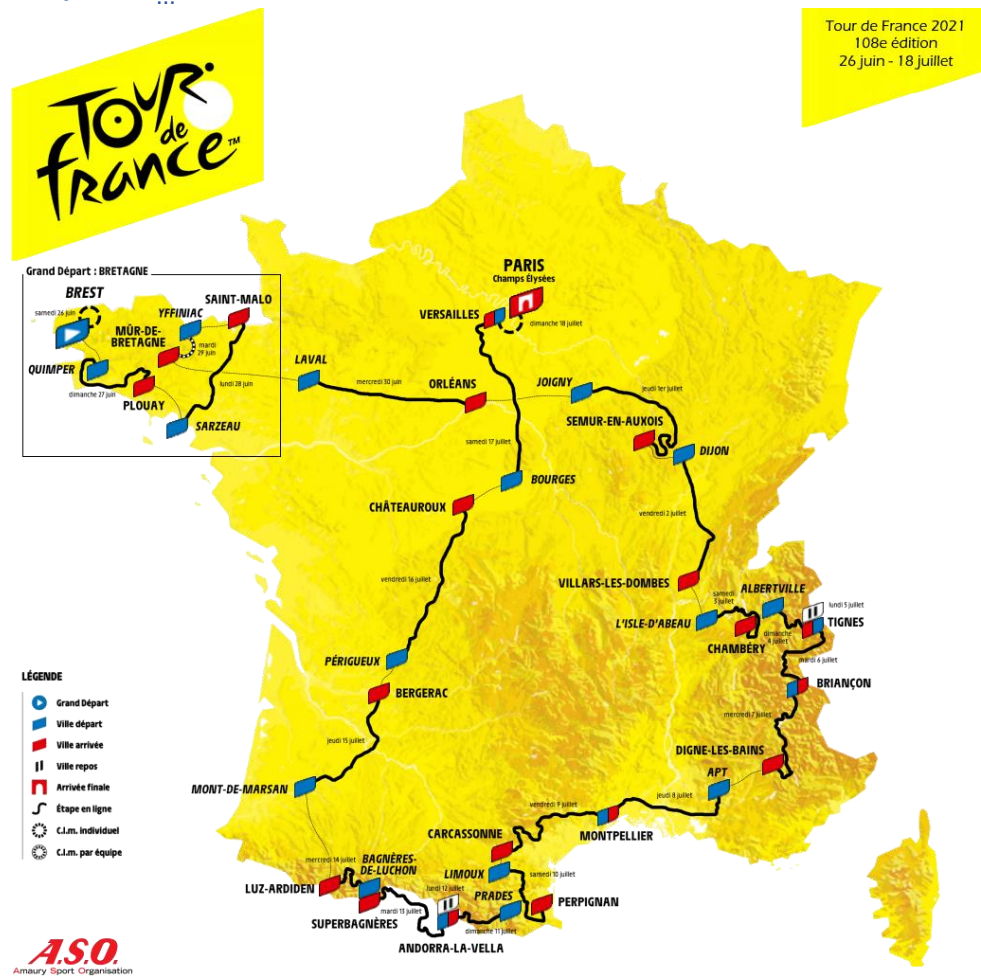 TOUR
de
france™
Tour de France 2021
108e édition
26 juin - 18 juillet
Grand Départ : BRETAGNE
BREST
samedi 26 juin
YFFINIAC
SAINT-MALO
MÛR-DE-
BRETAGNE
mardi
29 juin
QUIMPER
dimanche 27 juin
PLOUAY
lundi 28 juin
SARZEAU
PARIS
Champs Élysées
VERSAILLES
dimanche 18 juillet
LAVAL
mercredi 30 juin
ORLÉANS
JOIGNY
jeudi 1er juillet
SEMUR-EN-AUXOIS
DIJON
samedi 17 juillet
BOURGES
CHÂTEAUROUX
vendredi 2 juillet
vendredi 16 juillet
VILLARS-LES-DOMBES
L'ISLE-D'ABEAU
samedi
3 juillet
CHAMBÉRY
ALBERTVILLE
dimanche
4 juillet
lundi 5 juillet
TIGNES
mardi 6 juillet
BRIANÇON
mercredi 7 juillet
DIGNE-LES-BAINS
APT
jeudi 8 juillet
PÉRIGUEUX
BERGERAC
jeudi 15 juillet
MONT-DE-MARSAN
vendredi 9 juillet
MONTPELLIER
CARCASSONNE
LIMOUX
samedi 10 juillet
PRADES
PERPIGNAN
dimanche 11 juillet
ANDORRA-LA-VELLA
lundi 12 juillet
mardi 13 juillet
BAGNÈRES-
DE-LUCHON
SUPERBAGNÈRES
mercredi 14 juillet
LUZ-ARDIDEN
LÉGENDE
Grand Départ
Ville départ
Ville arrivée
Ville repos
Arrivée finale
Étape en ligne
C.l.m. individuel
C.l.m. par équipe
A.S.O.
Amaury Sport Organisation